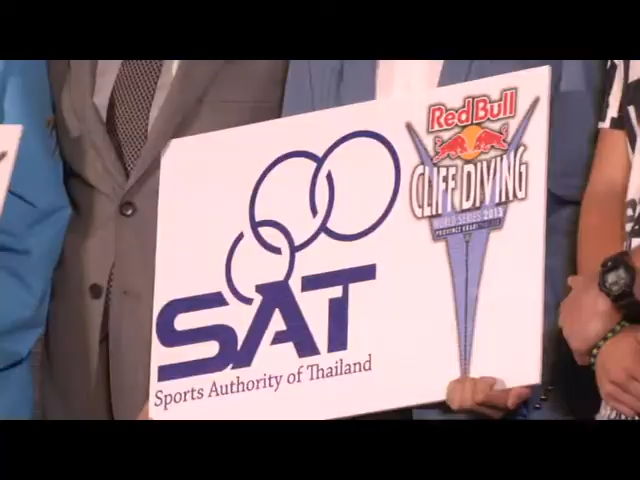 SAT
Sports Authority of Thailand
Red Bull
CLIFF DIVING
WORLD SERIES 2013